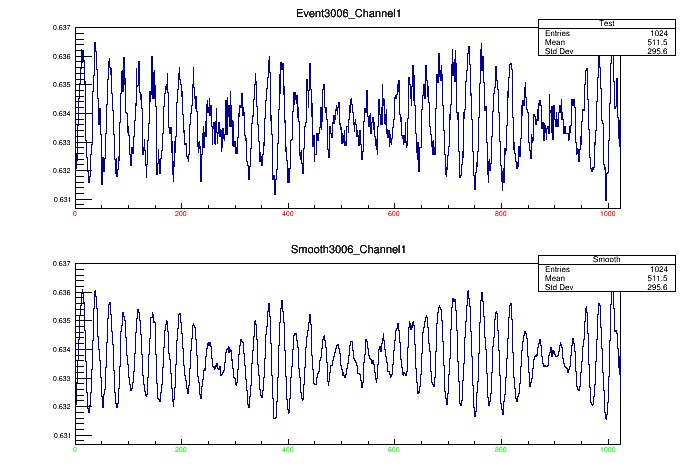 Event3006_Channel1
Test
Entries 1024
Mean 511.5
Std Dev 295.6
0.637
0.636
0.635
0.634
0.633
0.632
0.631
0 200 400 600 800 1000
Smooth3006_Channel1
Smooth
Entries 1024
Mean 511.5
Std Dev 295.6
0.637
0.636
0.635
0.634
0.633
0.632
0.631
0 200 400 600 800 1000